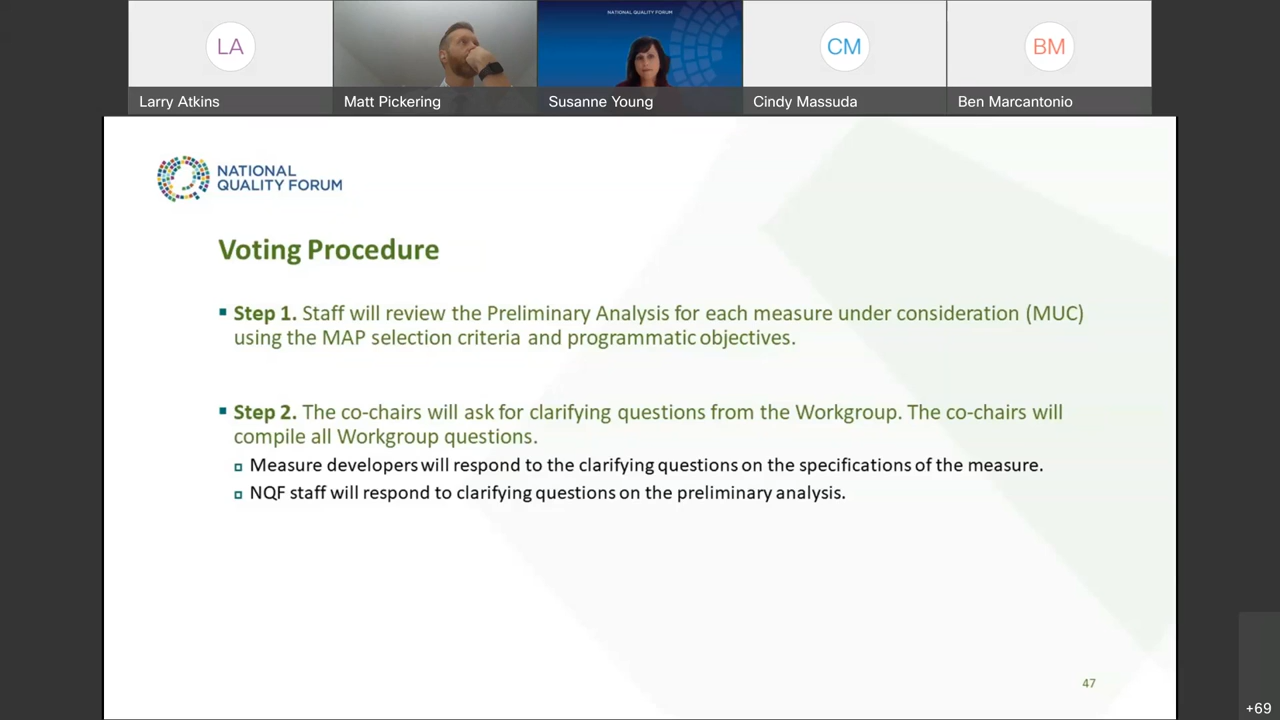 NATIONAL QUALITY FORUM
LA
CM
BM
Larry Atkins
Matt Pickering
Susanne Young
Cindy Massuda
Ben Marcantonio
NATIONAL
QUALITY FORUM
Voting Procedure
Step 1. Staff will review the Preliminary Analysis for each measure under consideration (MUC)
using the MAP selection criteria and programmatic objectives.
Step 2. The co-chairs will ask for clarifying questions from the Workgroup. The co-chairs will
compile all Workgroup questions.
Measure developers will respond to the clarifying questions on the specifications of the measure.
NQF staff will respond to clarifying questions on the preliminary analysis.
47
+69